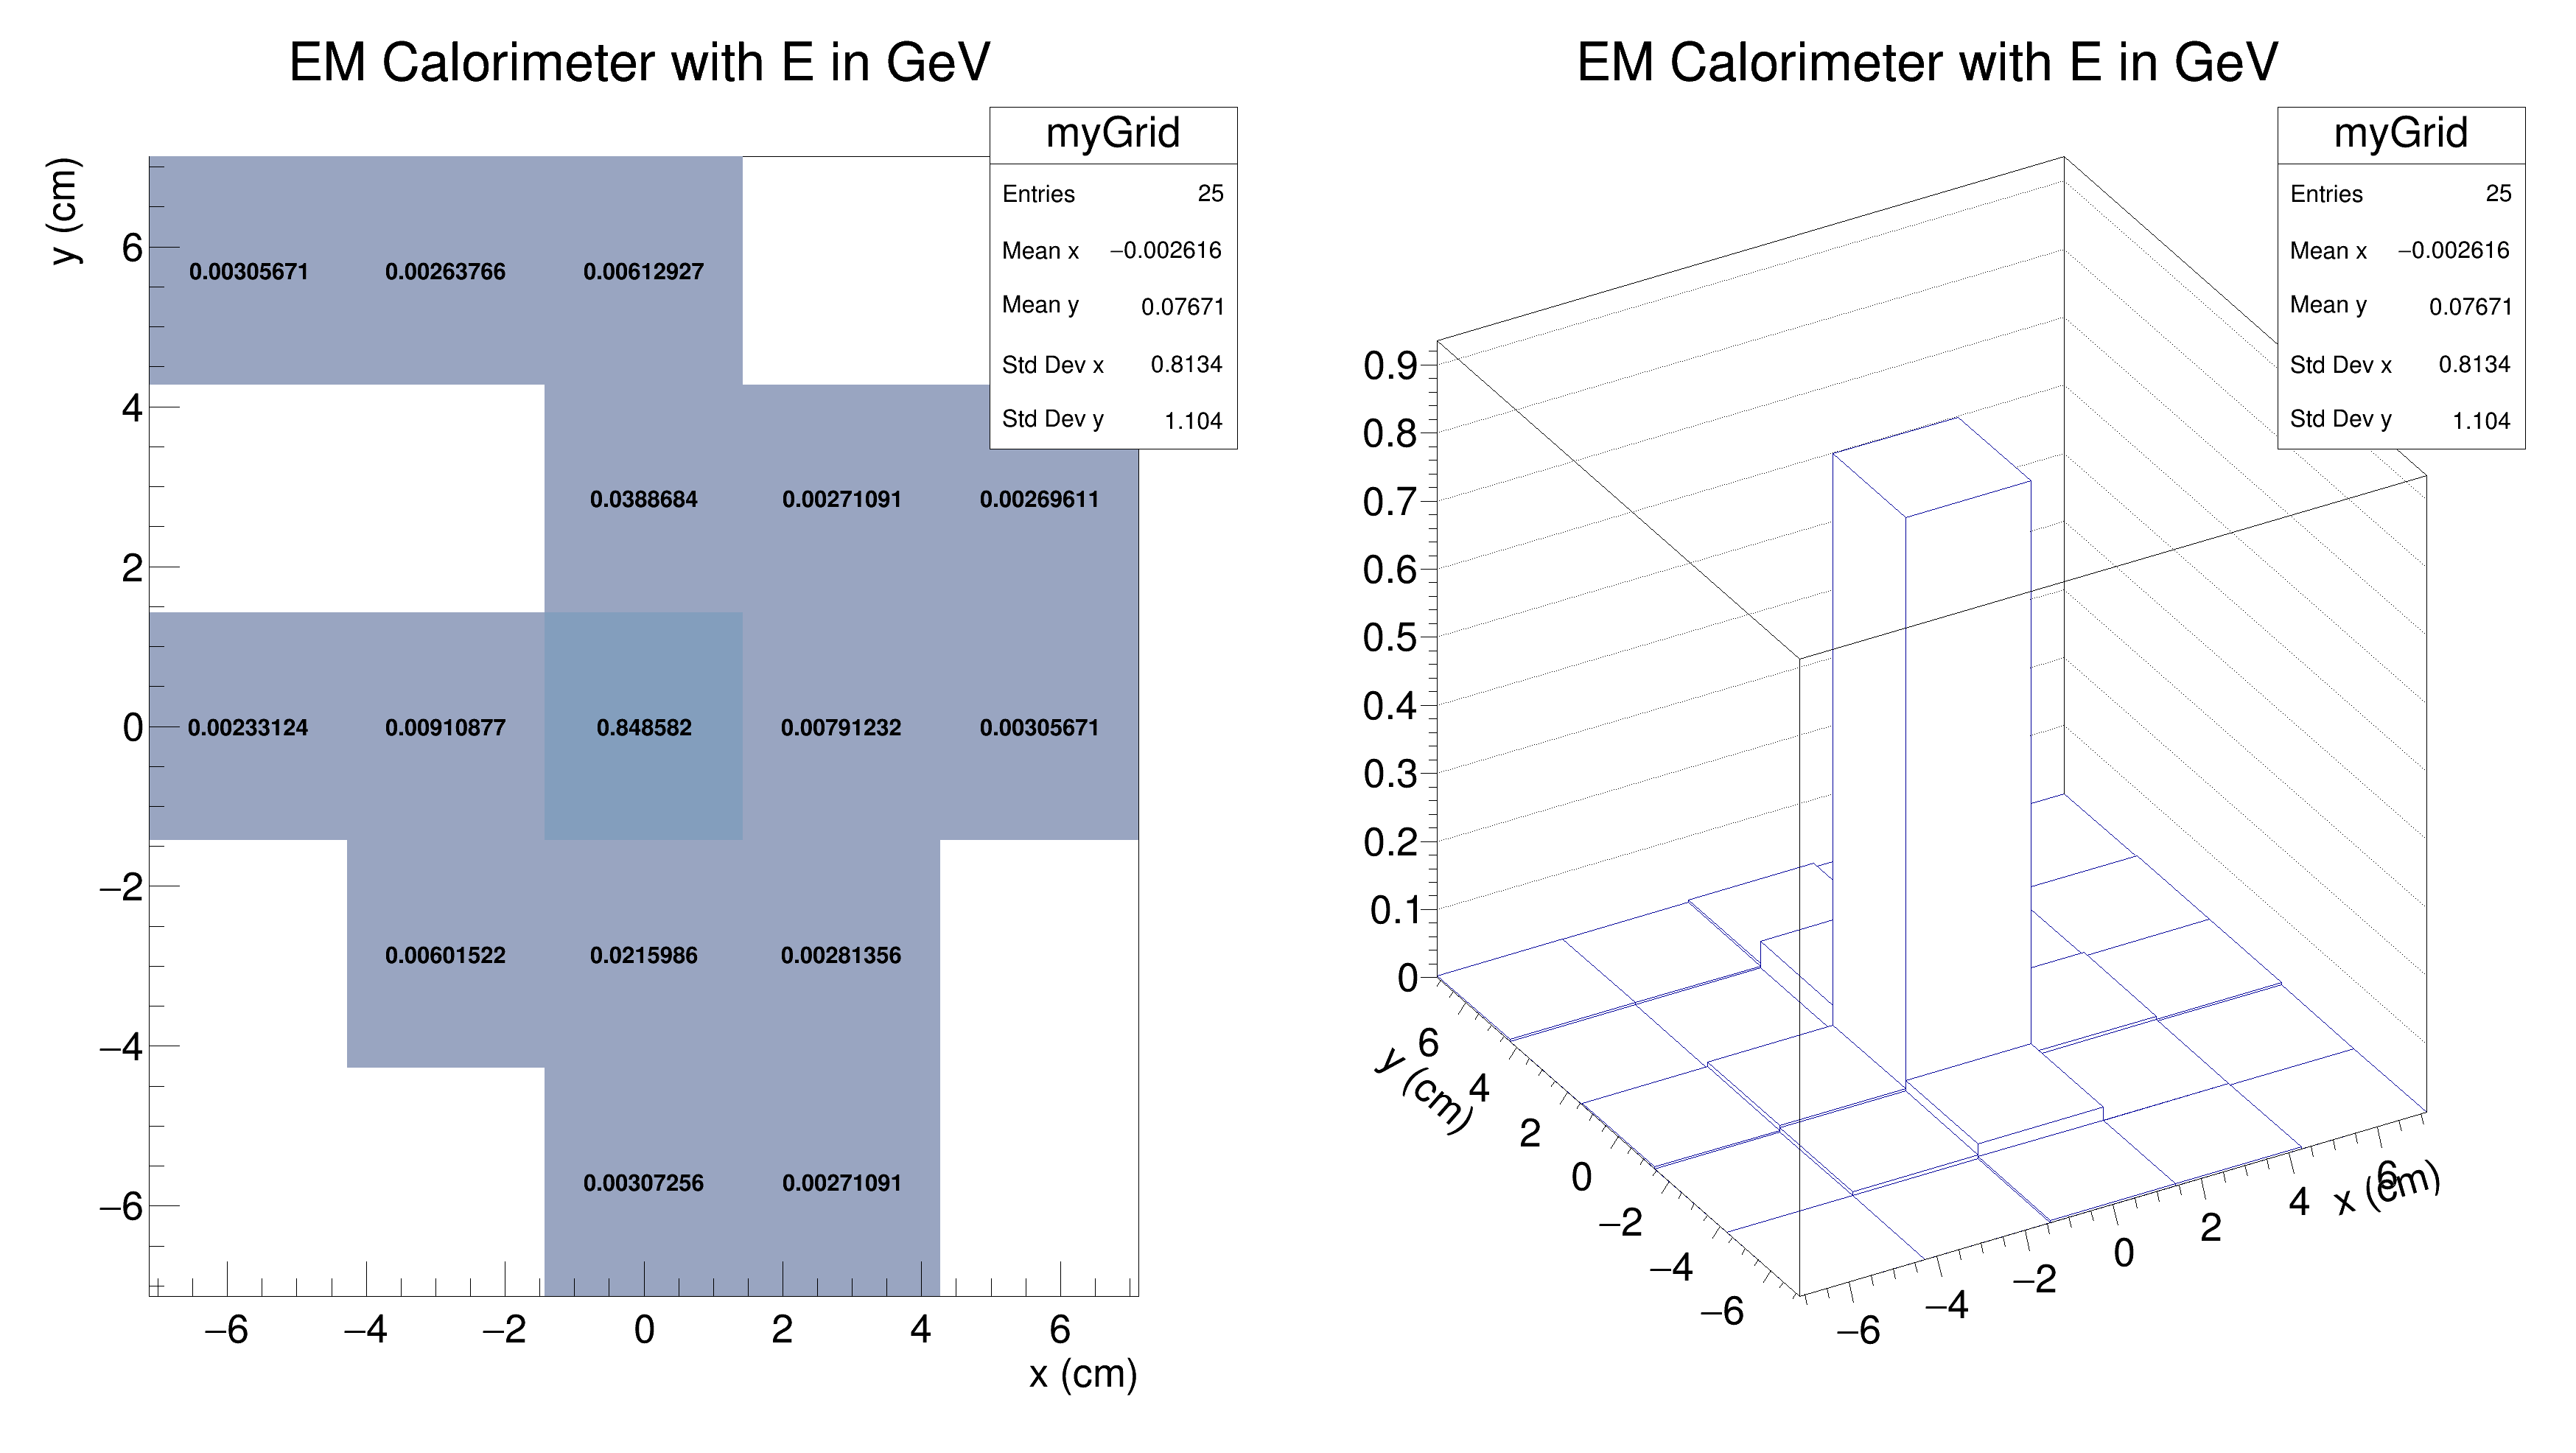 EM Calorimeter with E in GeV
myGrid
Entries 25
Mean x −0.002616
Mean y 0.07671
Std Dev x 0.8134
Std Dev y 1.104
y (cm)
6
4
2
0
−2
−4
−6
0.00305671 0.00263766 0.00612927
0.0388684 0.00271091 0.00269611
0.00233124 0.00910877 0.848582 0.00791232 0.00305671
0.00601522 0.0215986 0.00281356
0.00307256 0.00271091
−6 −4 −2 0 2 4 6
x (cm)
EM Calorimeter with E in GeV
myGrid
Entries 25
Mean x −0.002616
Mean y 0.07671
Std Dev x 0.8134
Std Dev y 1.104
0.9
0.8
0.7
0.6
0.5
0.4
0.3
0.2
0.1
0
y (cm)
6
4
2
0
−2
−4
−6
−6 −4 −2 0 2 4 6
x (cm)